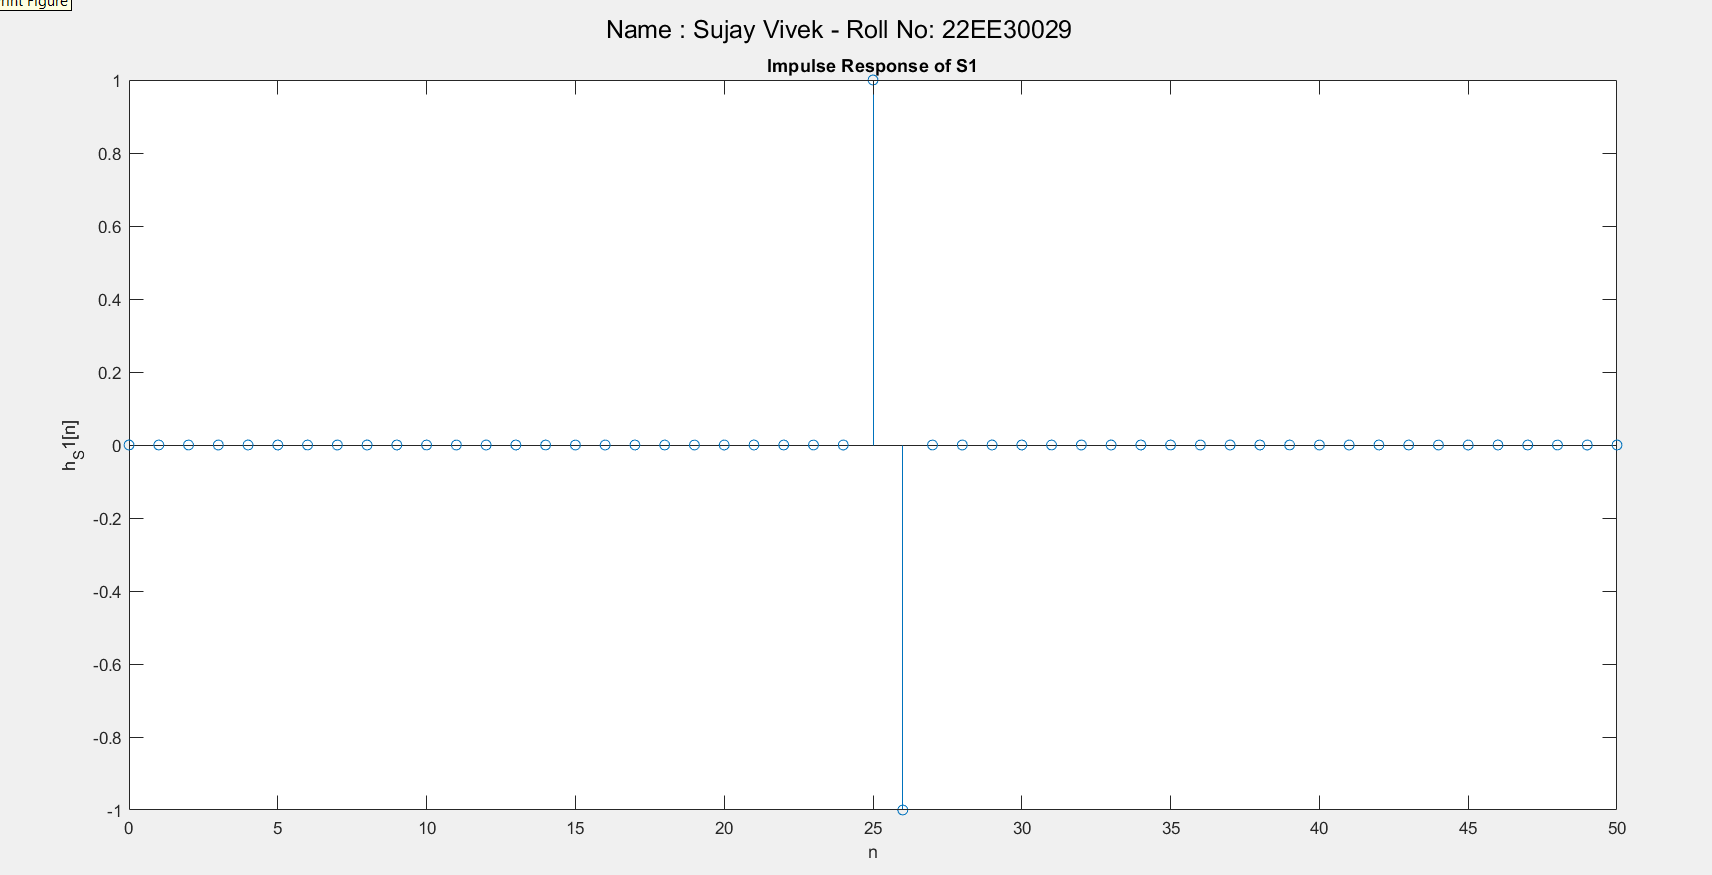 rint Figure
Name : Sujay Vivek - Roll No: 22EE30029
Impulse Response of S1
1
0.8
0.6
0.4
0.2
0
-0.2
-0.4
-0.6
-0.8
-1
h_S1[n]
0 5 10 15 20 25 30 35 40 45 50
n